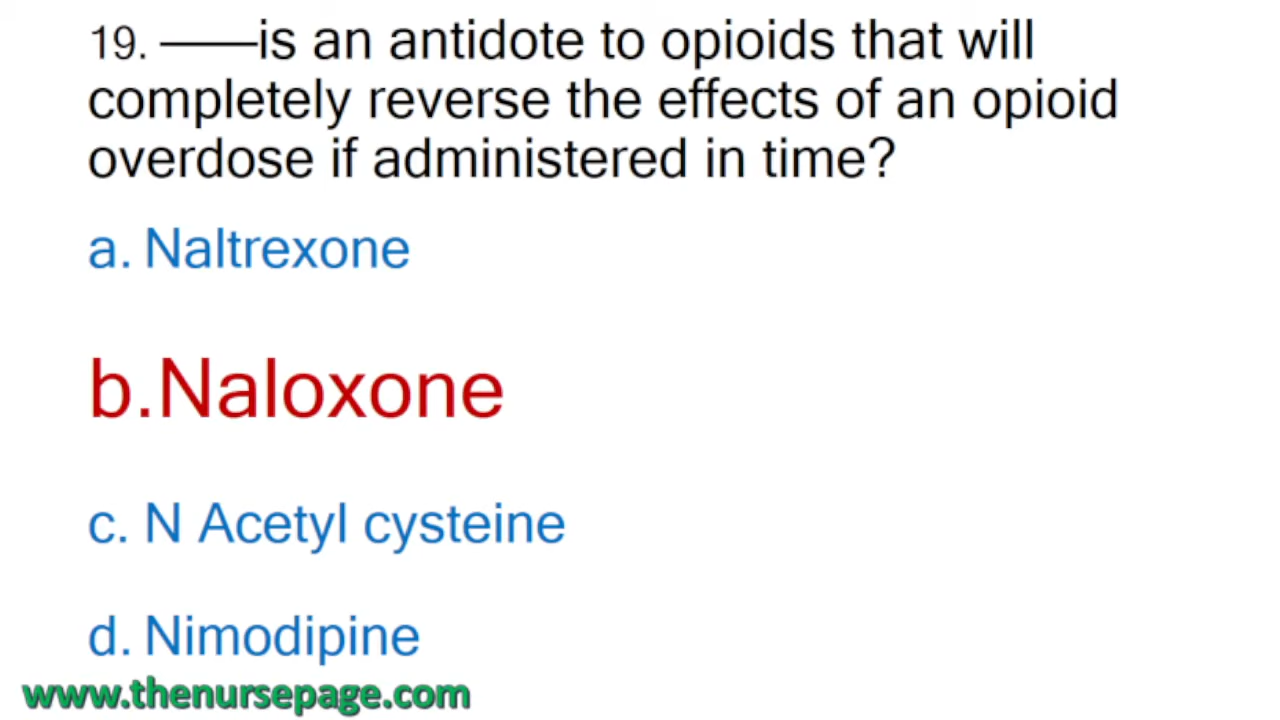 19. ——is an antidote to opioids that will
completely reverse the effects of an opioid
overdose if administered in time?
a. Naltrexone
b.Naloxone
c. N Acetyl cysteine
d. Nimodipine
www.thenursepage.com